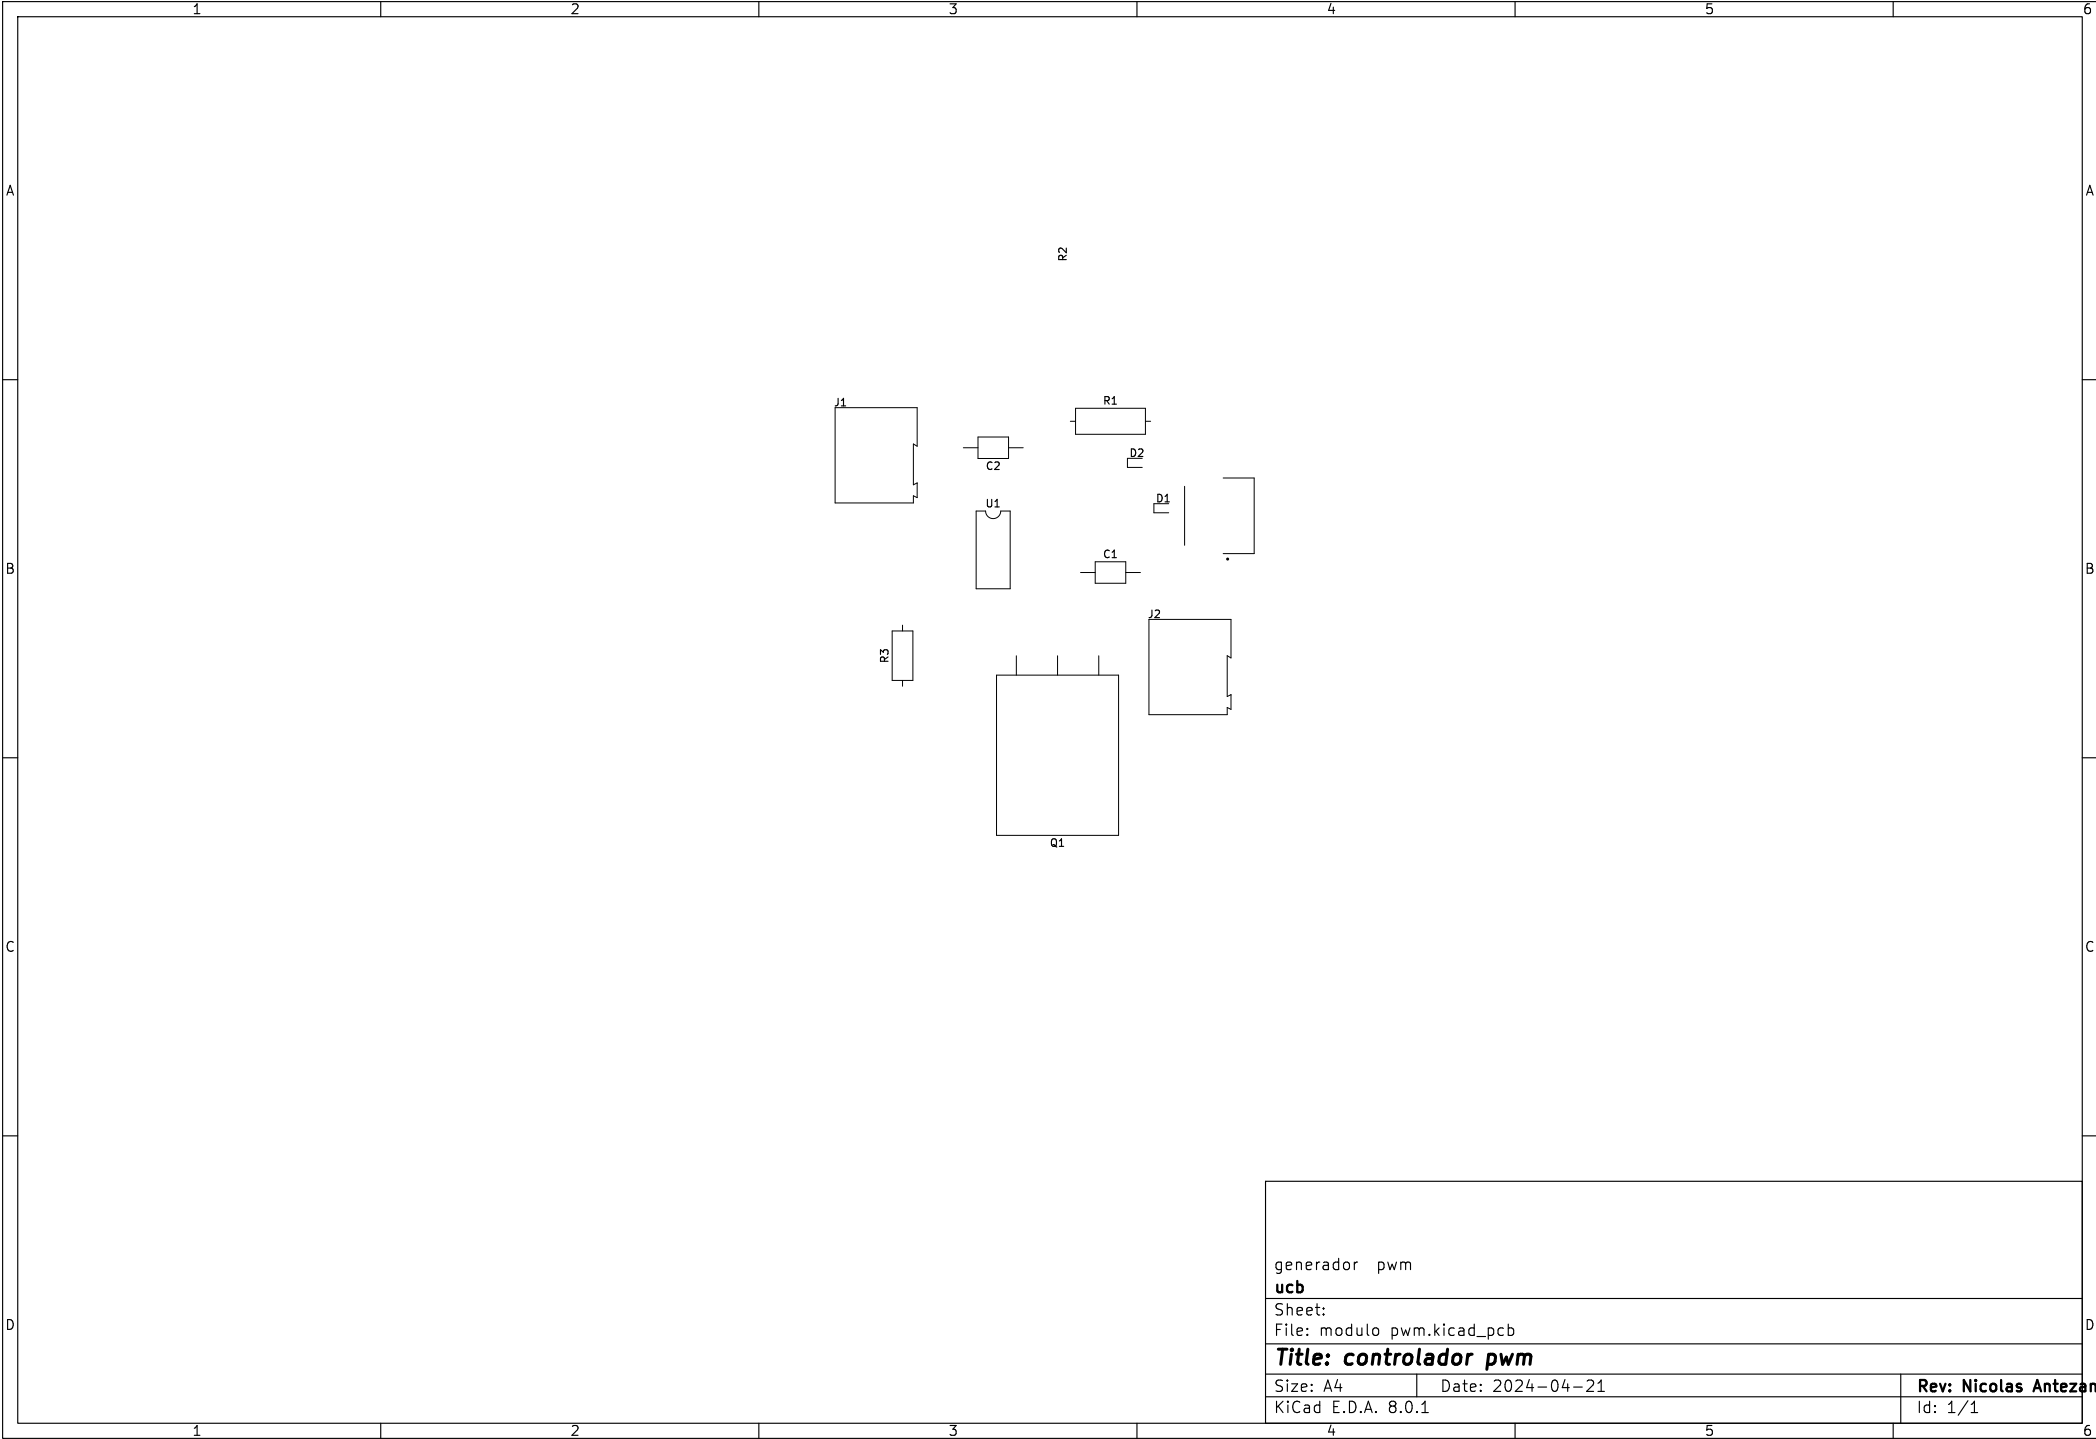 1 2 3 4 5 6
A A
R2
J1
R1
C2
D2
U1
D1
C1
B B
J2
R3
Q1
C C
generador pwm
ucb
Sheet:
File: modulo pwm.kicad_pcb
D D
Title: controlador pwm
Size: A4 Date: 2024-04-21 Rev: Nicolas
KiCad E.D.A. 8.0.1 Id: 1/1
1 2 3 4 5 6